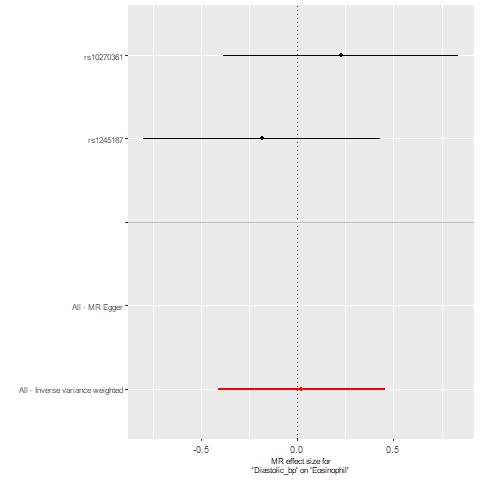 rs10270361
rs1245187
All - MR Egger
All - Inverse variance weighted
-0.5
0.0
0.5
MR effect size for
'Diastolic_bp' on 'Eosinophil'